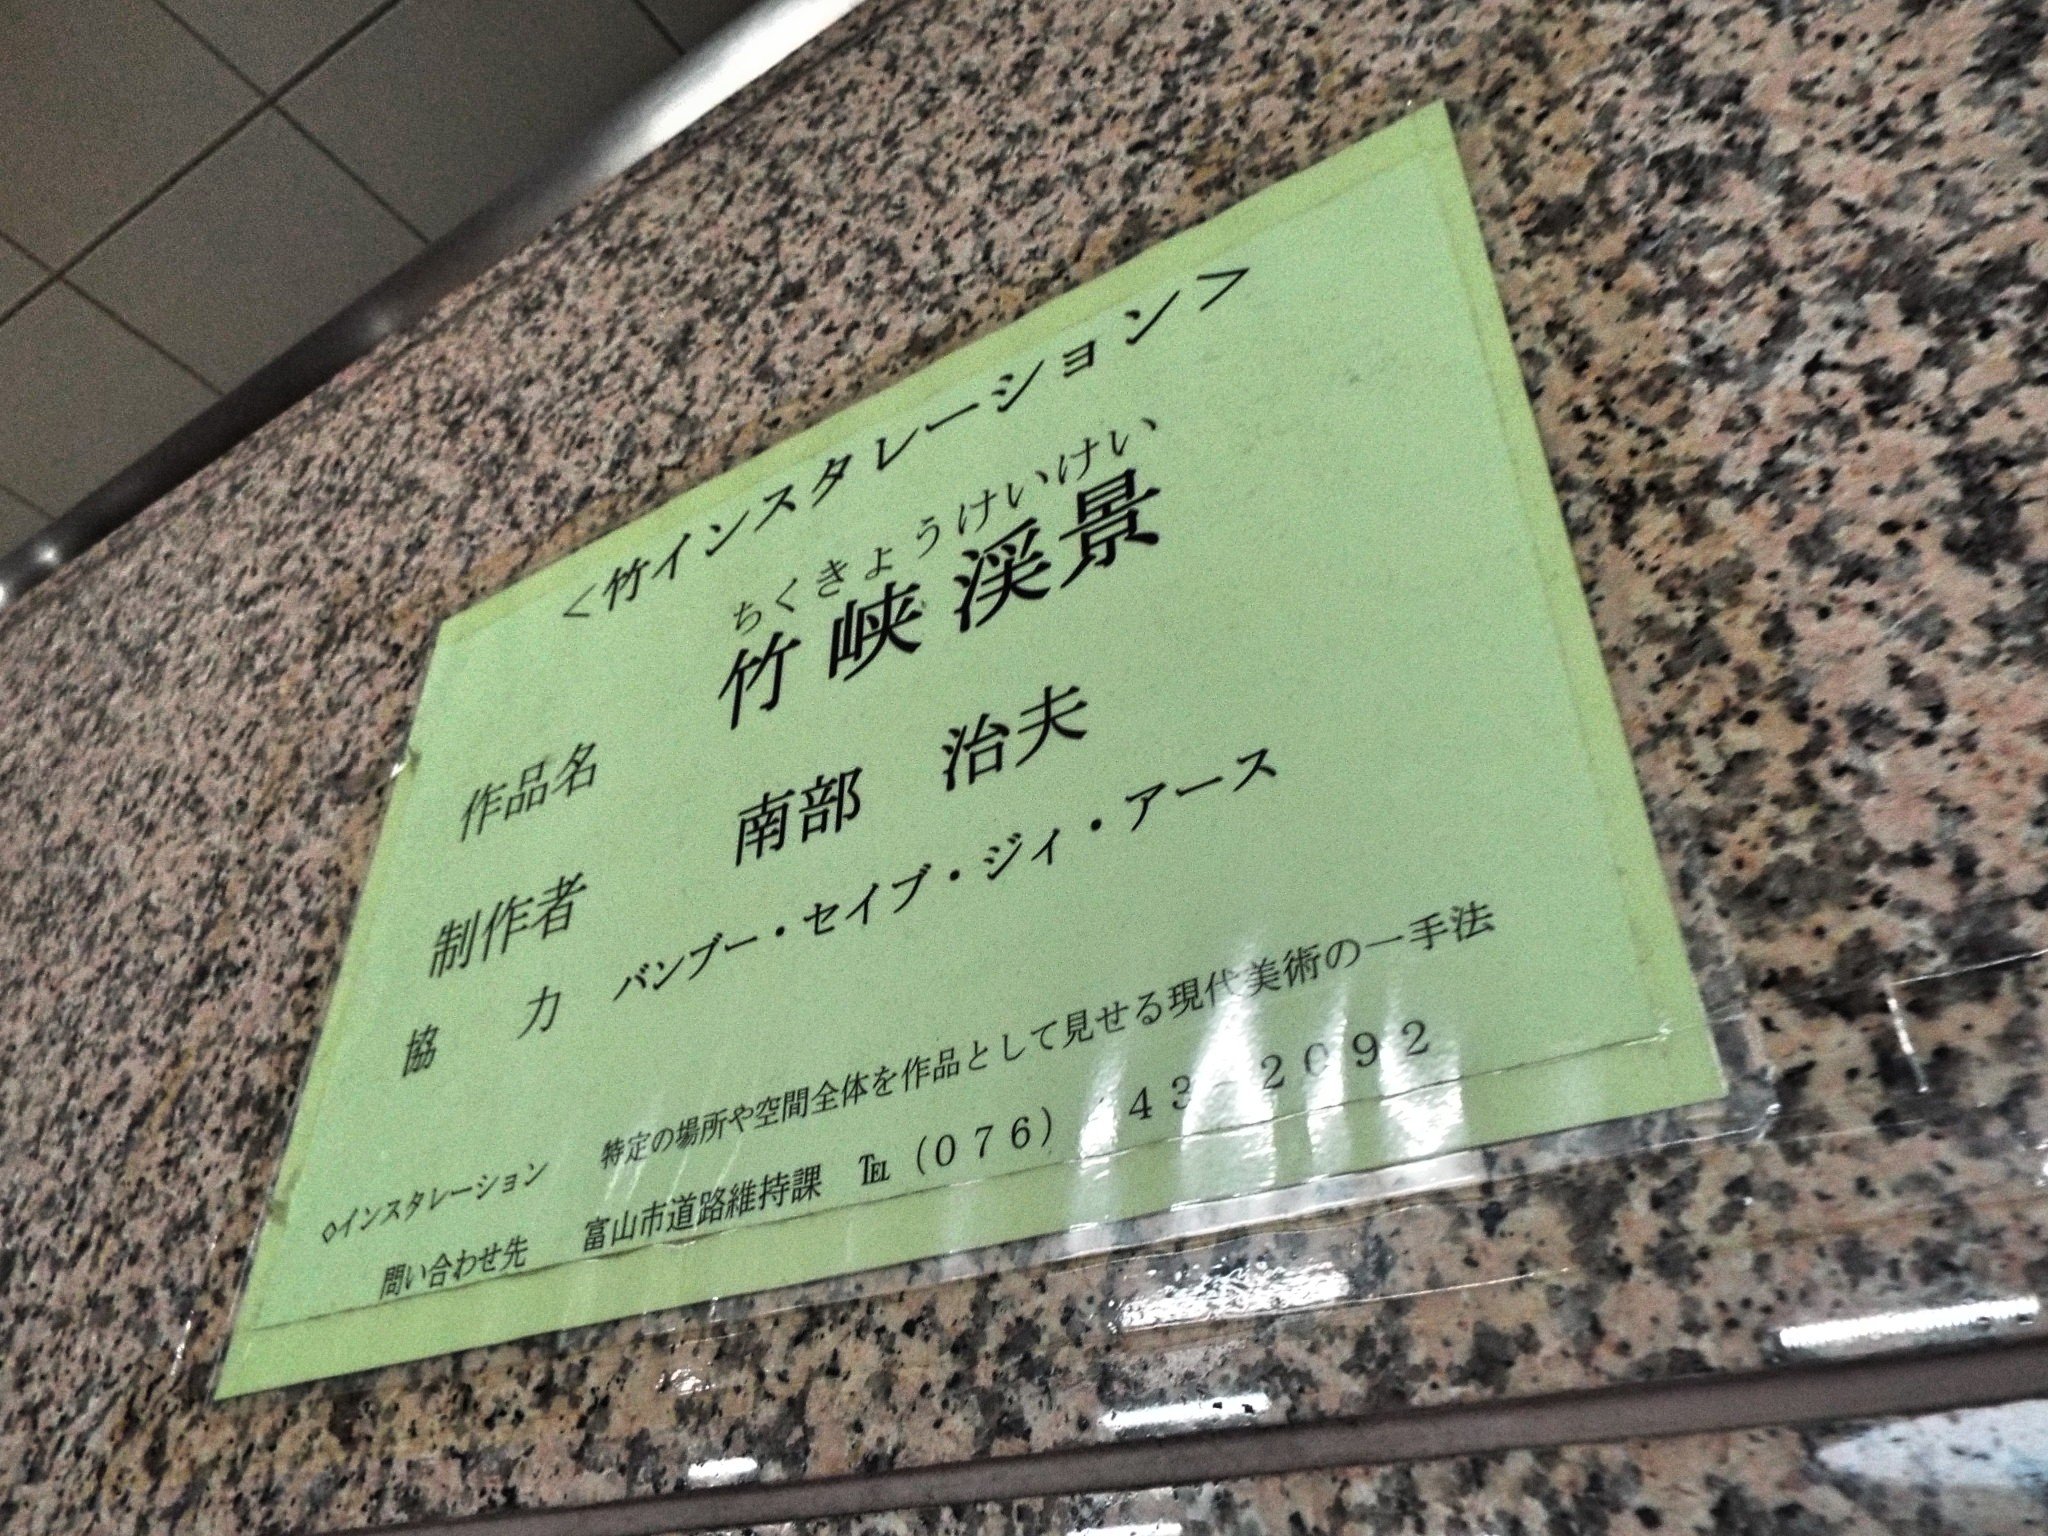 ＜竹インスタレーション＞
ちくきょうけいけい
作品名 竹峡渓景
制作者 南部 治夫
協 力 バンブー・セイブ・ジィ・アース
◇インスタレーション 特定の場所や空間全体を作品として見せる現代美術の一手法
問い合わせ先 富山市道路維持課 ℡（０７６） ４３－２０９２